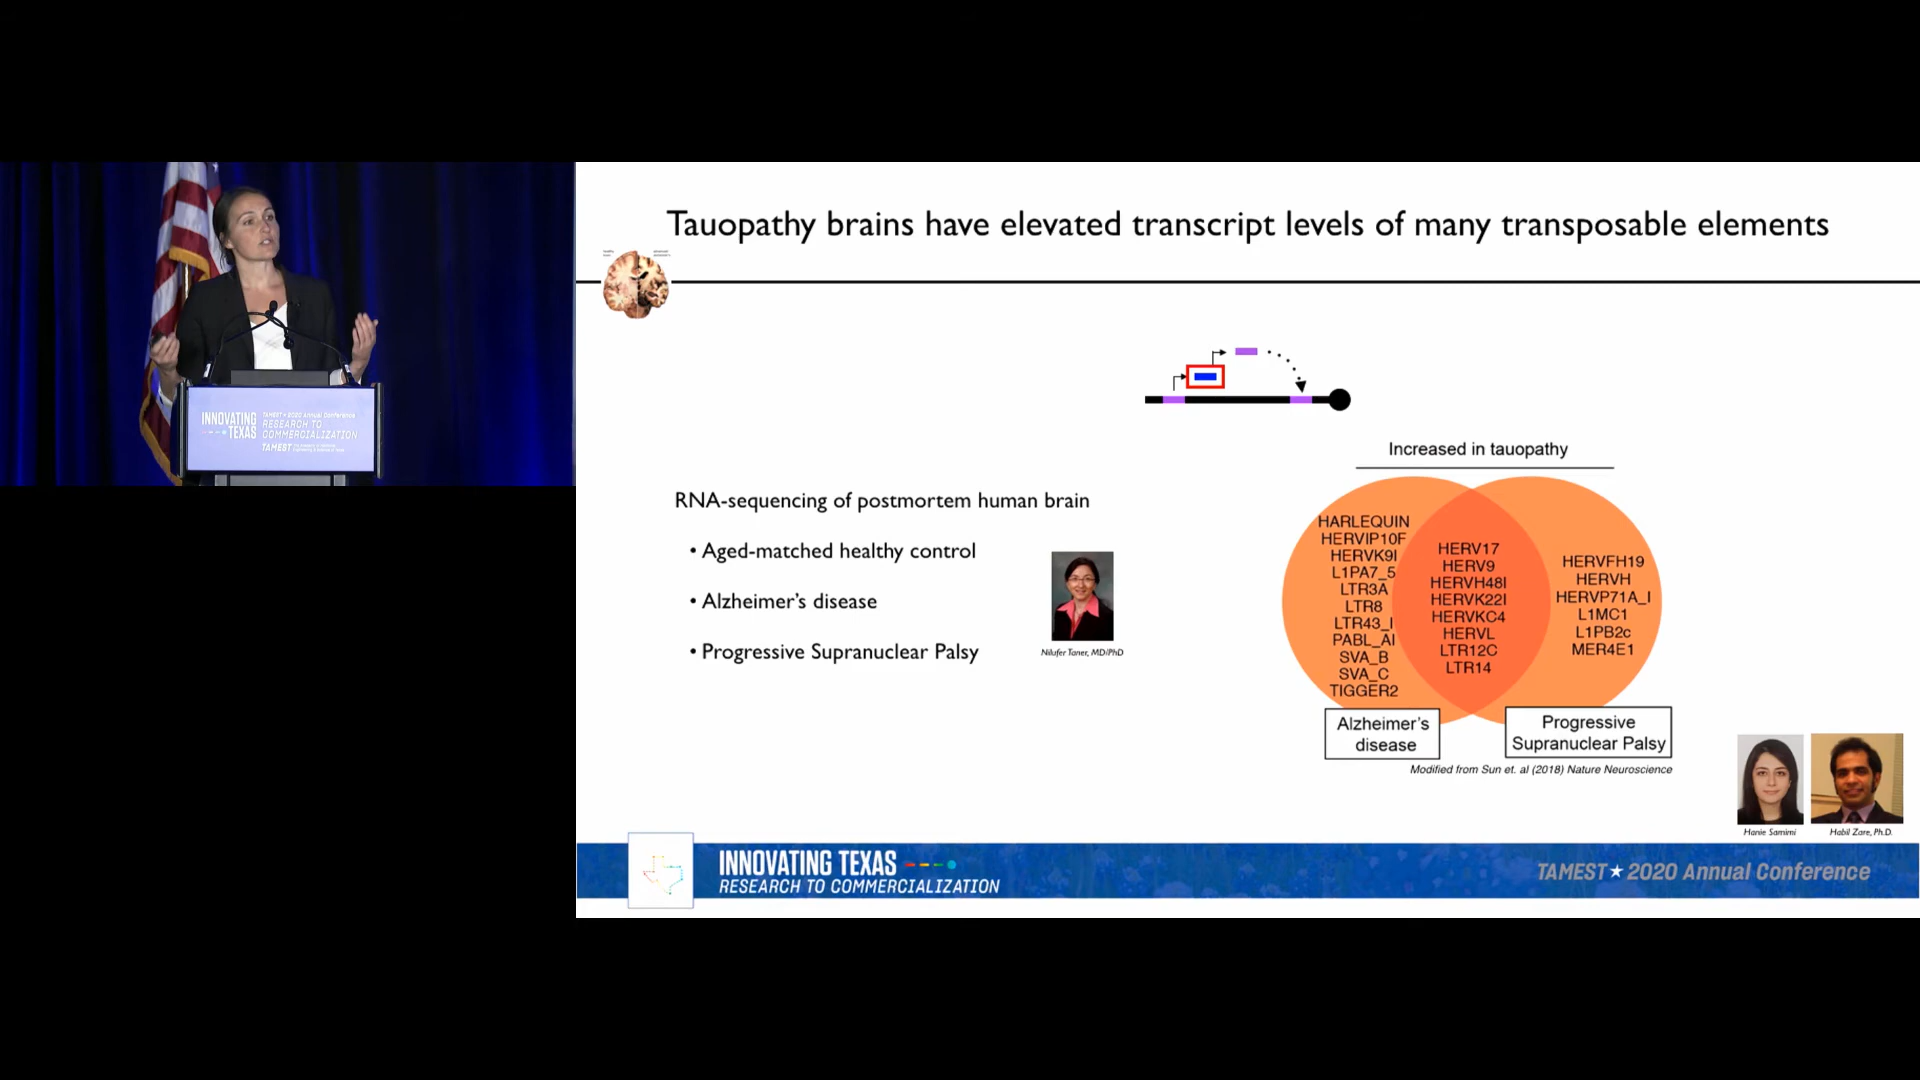 Tauopathy brains have elevated transcript levels of many transposable elements
RNA-sequencing of postmortem human brain
• Aged-matched healthy control
• Alzheimer's disease
• Progressive Supranuclear Palsy
Nilufer Taner, MD/PhD
Increased in tauopathy
HARLEQUIN
HERVIP10F
HERVK9I
L1PA7_5
LTR3A
LTR8
LTR43_I
PABL_AI
SVA_B
SVA_C
TIGGER2
HERV17
HERV9
HERVH48I
HERVK22I
HERVKC4
HERVL
LTR12C
LTR14
HERVFH19
HERVH
HERVP71A_I
L1MC1
L1PB2c
MER4E1
Alzheimer's
disease
Progressive
Supranuclear Palsy
Modified from Sun et. al (2018) Nature Neuroscience
Hanie Samimi
Habil Zare, Ph.D.
INNOVATING TEXAS
RESEARCH TO COMMERCIALIZATION
TAMEST★2020 Annual Conference
INNOVATING
TEXAS
TAMEST • 2020 Annual Conference
RESEARCH TO
COMMERCIALIZATION
TAMEST